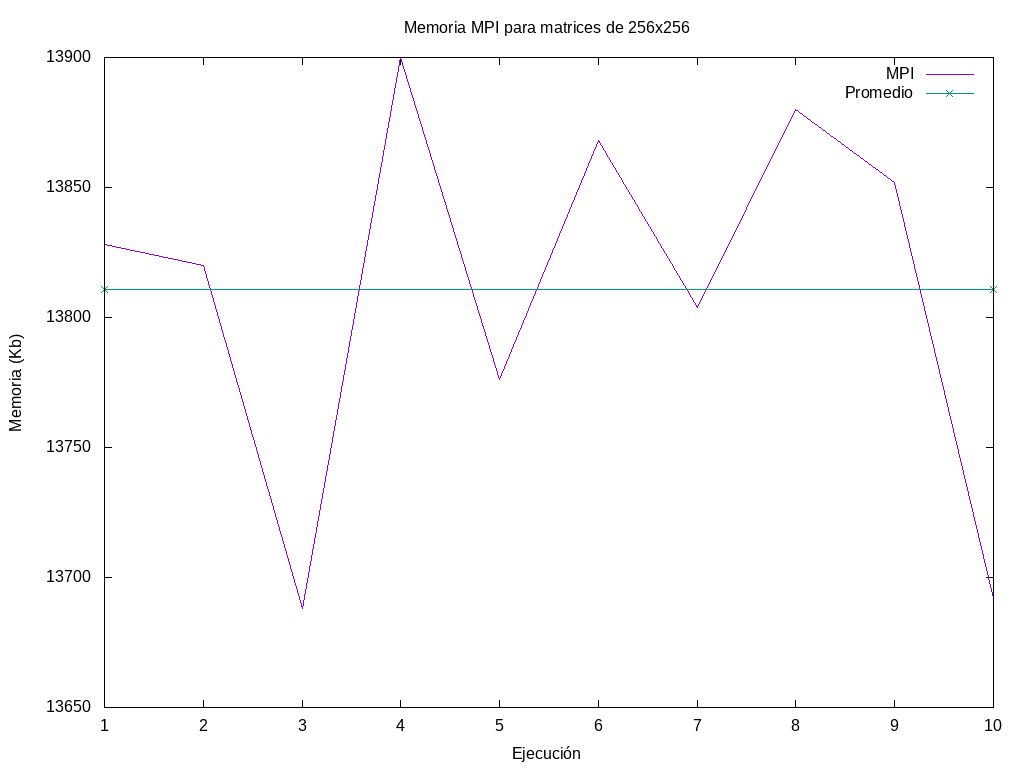 Memoria MPI para matrices de 256x256
MPI
Promedio
13900
13850
13800
13750
13700
13650
Memoria (Kb)
1 2 3 4 5 6 7 8 9 10
Ejecución